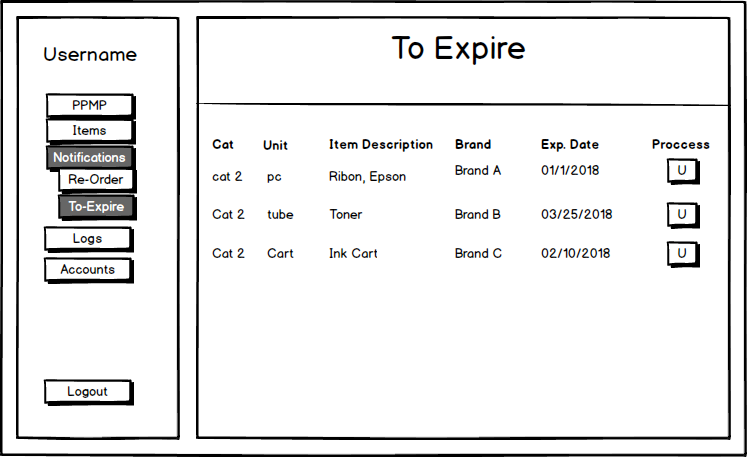 Username
PPMP
Items
Notifications
Re-Order
To-Expire
Logs
Accounts
Logout
To Expire
Cat Unit Item Description Brand Exp. Date Proccess
cat 2 pc Ribon, Epson Brand A 01/1/2018 U
Cat 2 tube Toner Brand B 03/25/2018 U
Cat 2 Cart Ink Cart Brand C 02/10/2018 U